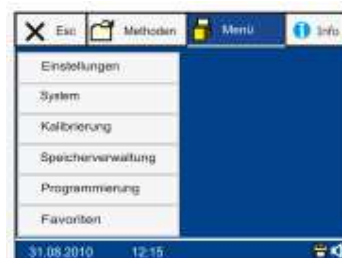 Esc Methoden Menü Info
Einstellungen
System
Kalibrierung
Speicherverwaltung
Programmierung
Favoriten
31.08.2010 12:15